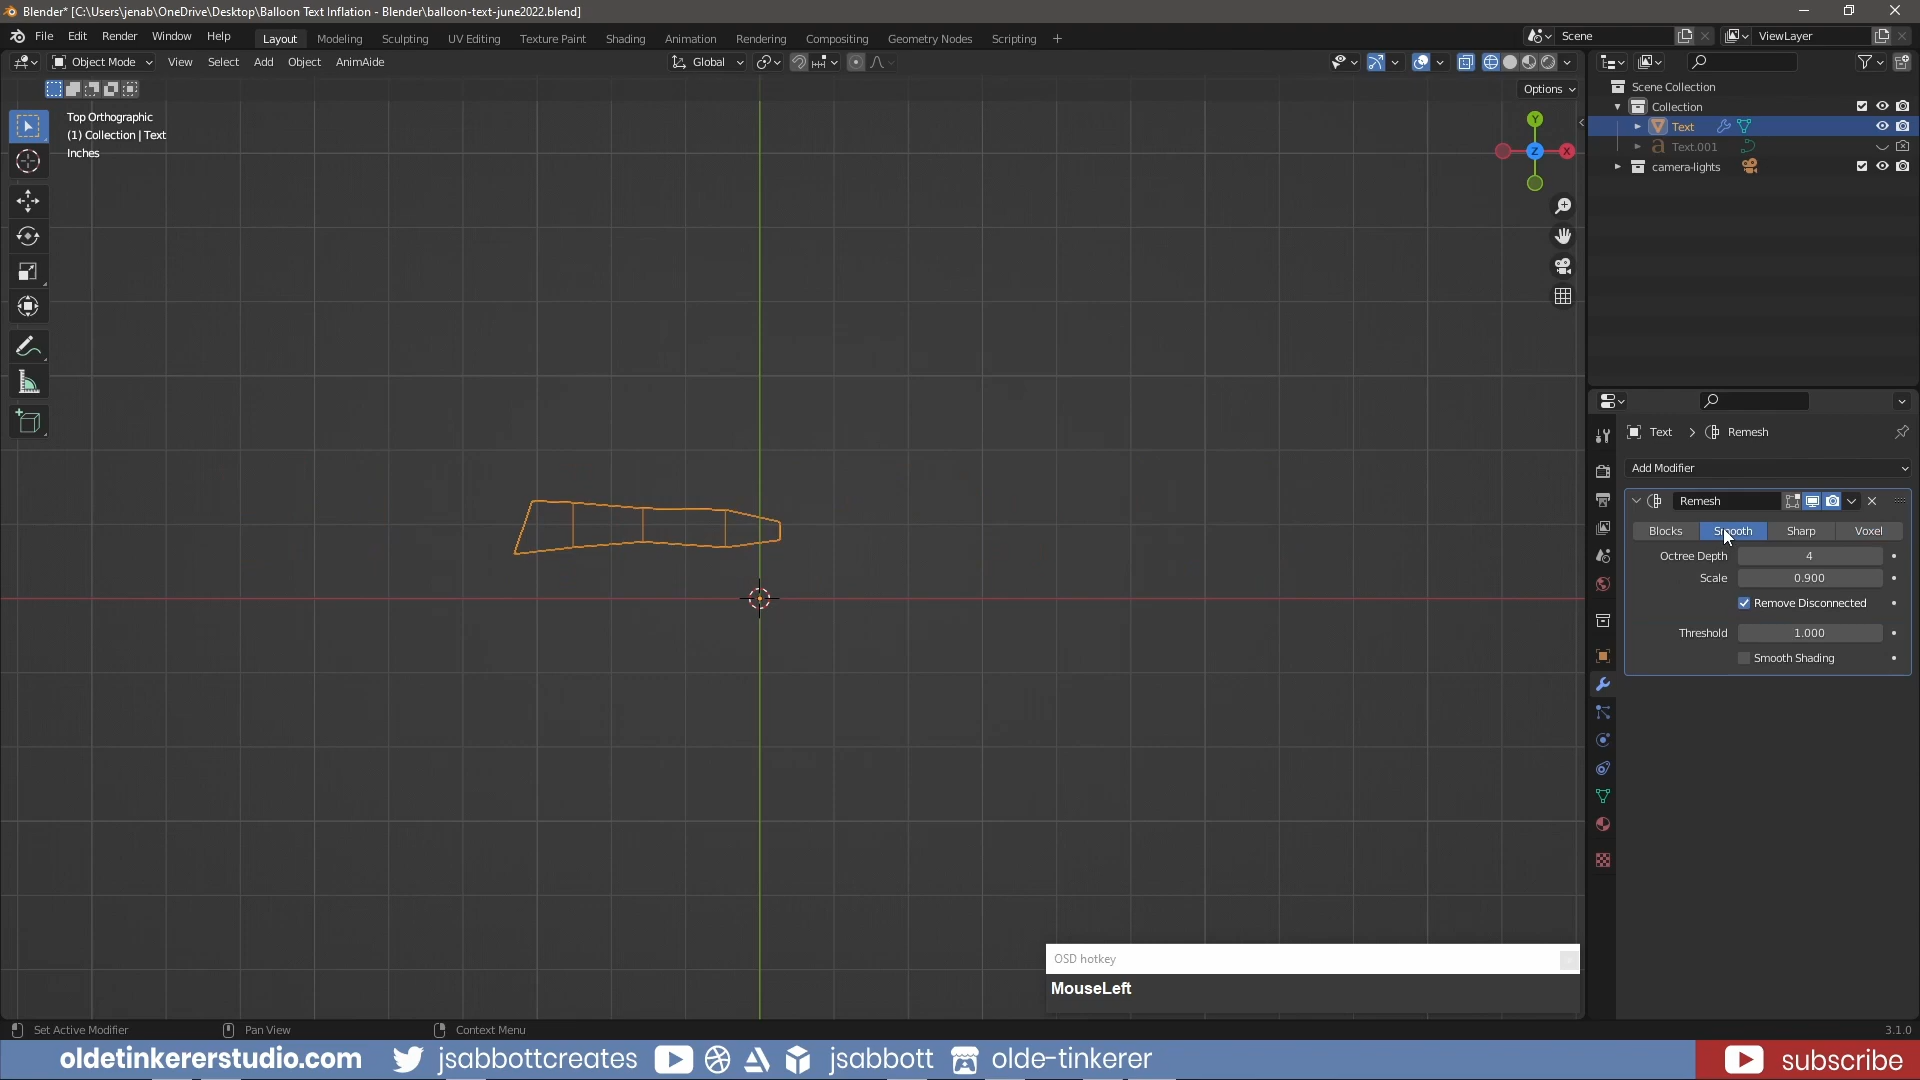 Blender* [C:\Users\jenab\OneDrive\Desktop\Balloon Text Inflation - Blender\balloon-text-june2022.blend]
File Edit Render Window Help Layout Modeling Sculpting UV Editing Texture Paint Shading Animation Rendering Compositing Geometry Nodes Scripting + Scene ViewLayer
Object Mode View Select Add Object AnimAide Global
Options
Top Orthographic
(1) Collection | Text
Inches
Y
Z X
Scene Collection
Collection
Text
Text.001
camera-lights
Text > Remesh
Add Modifier
Remesh
Blocks Smooth Sharp Voxel
Octree Depth 4
Scale 0.900
Remove Disconnected
Threshold 1.000
Smooth Shading
OSD hotkey
MouseLeft
Set Active Modifier Pan View Context Menu 3.1.0
oldetinkererstudio.com jsabbottcreates jsabbott olde-tinkerer subscribe